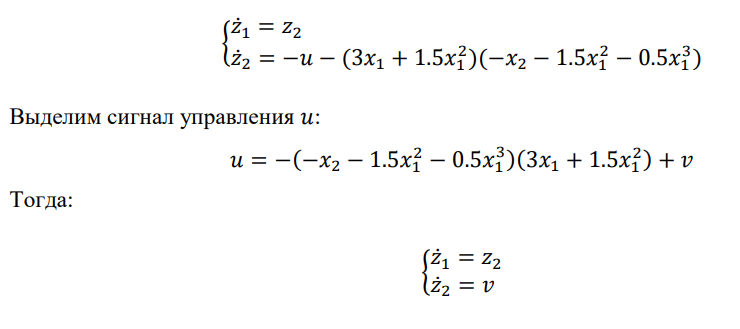 {ż₁ = z₂
ż₂ = −u − (3x₁ + 1.5x₁²)(−x₂ − 1.5x₁² − 0.5x₁³)
Выделим сигнал управления u:
u = −(−x₂ − 1.5x₁² − 0.5x₁³)(3x₁ + 1.5x₁²) + v
Тогда:
{ż₁ = z₂
ż₂ = v